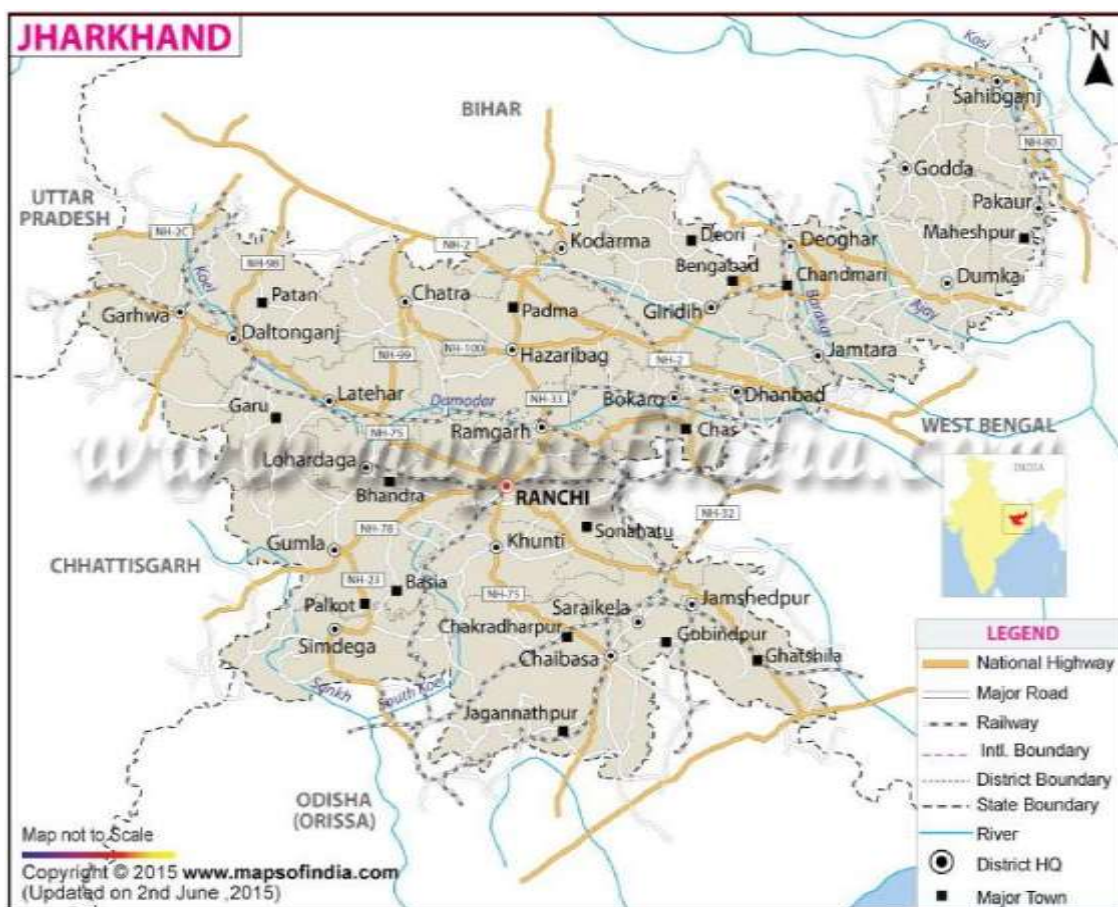 JHARKHAND
N
Kosi
Sahibganj
BIHAR
NH-80
Godda
UTTAR
PRADESH
Pakaur
NH-2C
Maheshpur
Deori
Kodarma
Deoghar
NH-2
NH-98
Bengabad
Koel
Chandmari
Dumka
Patan
Chatra
Barakar
Ajay
Padma
Giridih
Garhwa
Daltonganj
NH-100
Hazaribag
NH-99
NH-2
Jamtara
Latehar
Damoder
NH-33
Bokaro
Dhanbad
Garu
NH-75
Ramgarh
Chas
WEST BENGAL
www.mapsofindia.com
Lohardaga
INDIA
Bhandra
RANCHI
NH-32
NH-78
Sonahatu
Gumla
Khunti
CHHATTISGARH
NH-23
Basia
NH-75
Palkot
Saraikela
Jamshedpur
Chakradharpur
Gobindpur
Simdega
Chaibasa
Ghatshila
Sankh
South Koel
Jagannathpur
ODISHA
(ORISSA)
LEGEND
National Highway
Major Road
Railway
Intl. Boundary
District Boundary
State Boundary
River
District HQ
Major Town
Map not to Scale
Copyright © 2015 www.mapsofindia.com
(Updated on 2nd June ,2015)